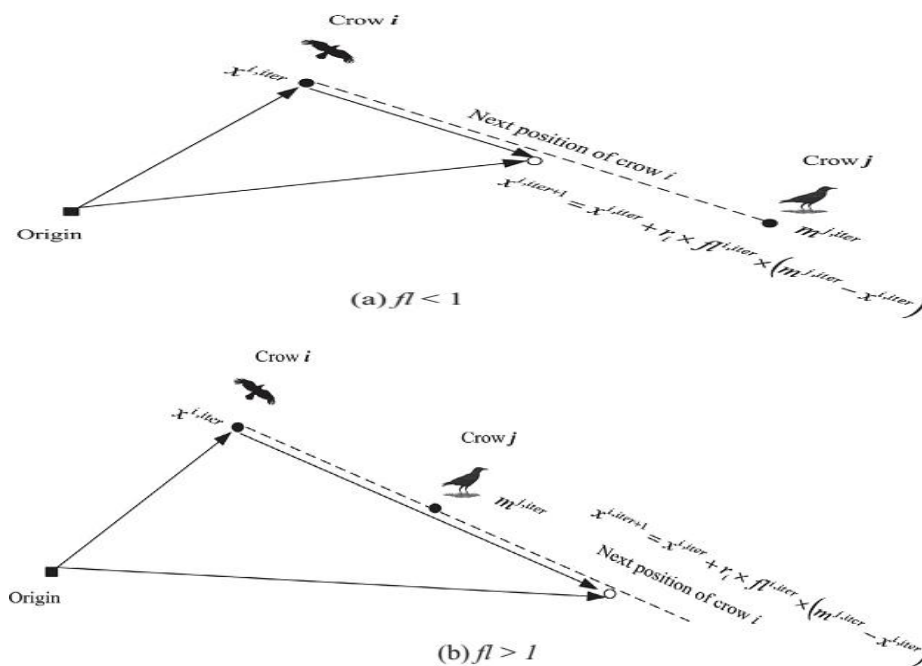 Crow i
x^{i,iter}
Next position of crow i
Crow j
m^{j,iter}
x^{i,iter+1} = x^{i,iter} + r_i × fl^{i,iter} × (m^{j,iter} − x^{i,iter})
Origin
(a) fl < 1
Crow i
x^{i,iter}
Crow j
m^{j,iter}
x^{i,iter+1} = x^{i,iter} + r_i × fl^{i,iter} × (m^{j,iter} − x^{i,iter})
Next position of crow i
Origin
(b) fl > 1